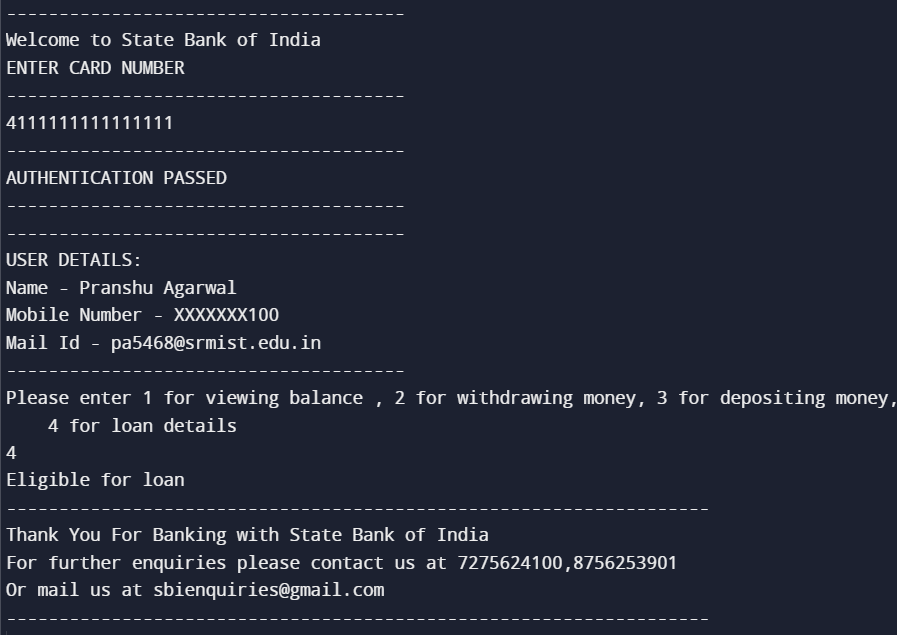 --------------------------------------
Welcome to State Bank of India
ENTER CARD NUMBER
--------------------------------------
4111111111111111
--------------------------------------
AUTHENTICATION PASSED
--------------------------------------
--------------------------------------
USER DETAILS:
Name - Pranshu Agarwal
Mobile Number - XXXXXXX100
Mail Id - pa5468@srmist.edu.in
--------------------------------------
Please enter 1 for viewing balance , 2 for withdrawing money, 3 for depositing money,
    4 for loan details
4
Eligible for loan
-------------------------------------------------------------------
Thank You For Banking with State Bank of India
For further enquiries please contact us at 7275624100,8756253901
Or mail us at sbienquiries@gmail.com
-------------------------------------------------------------------